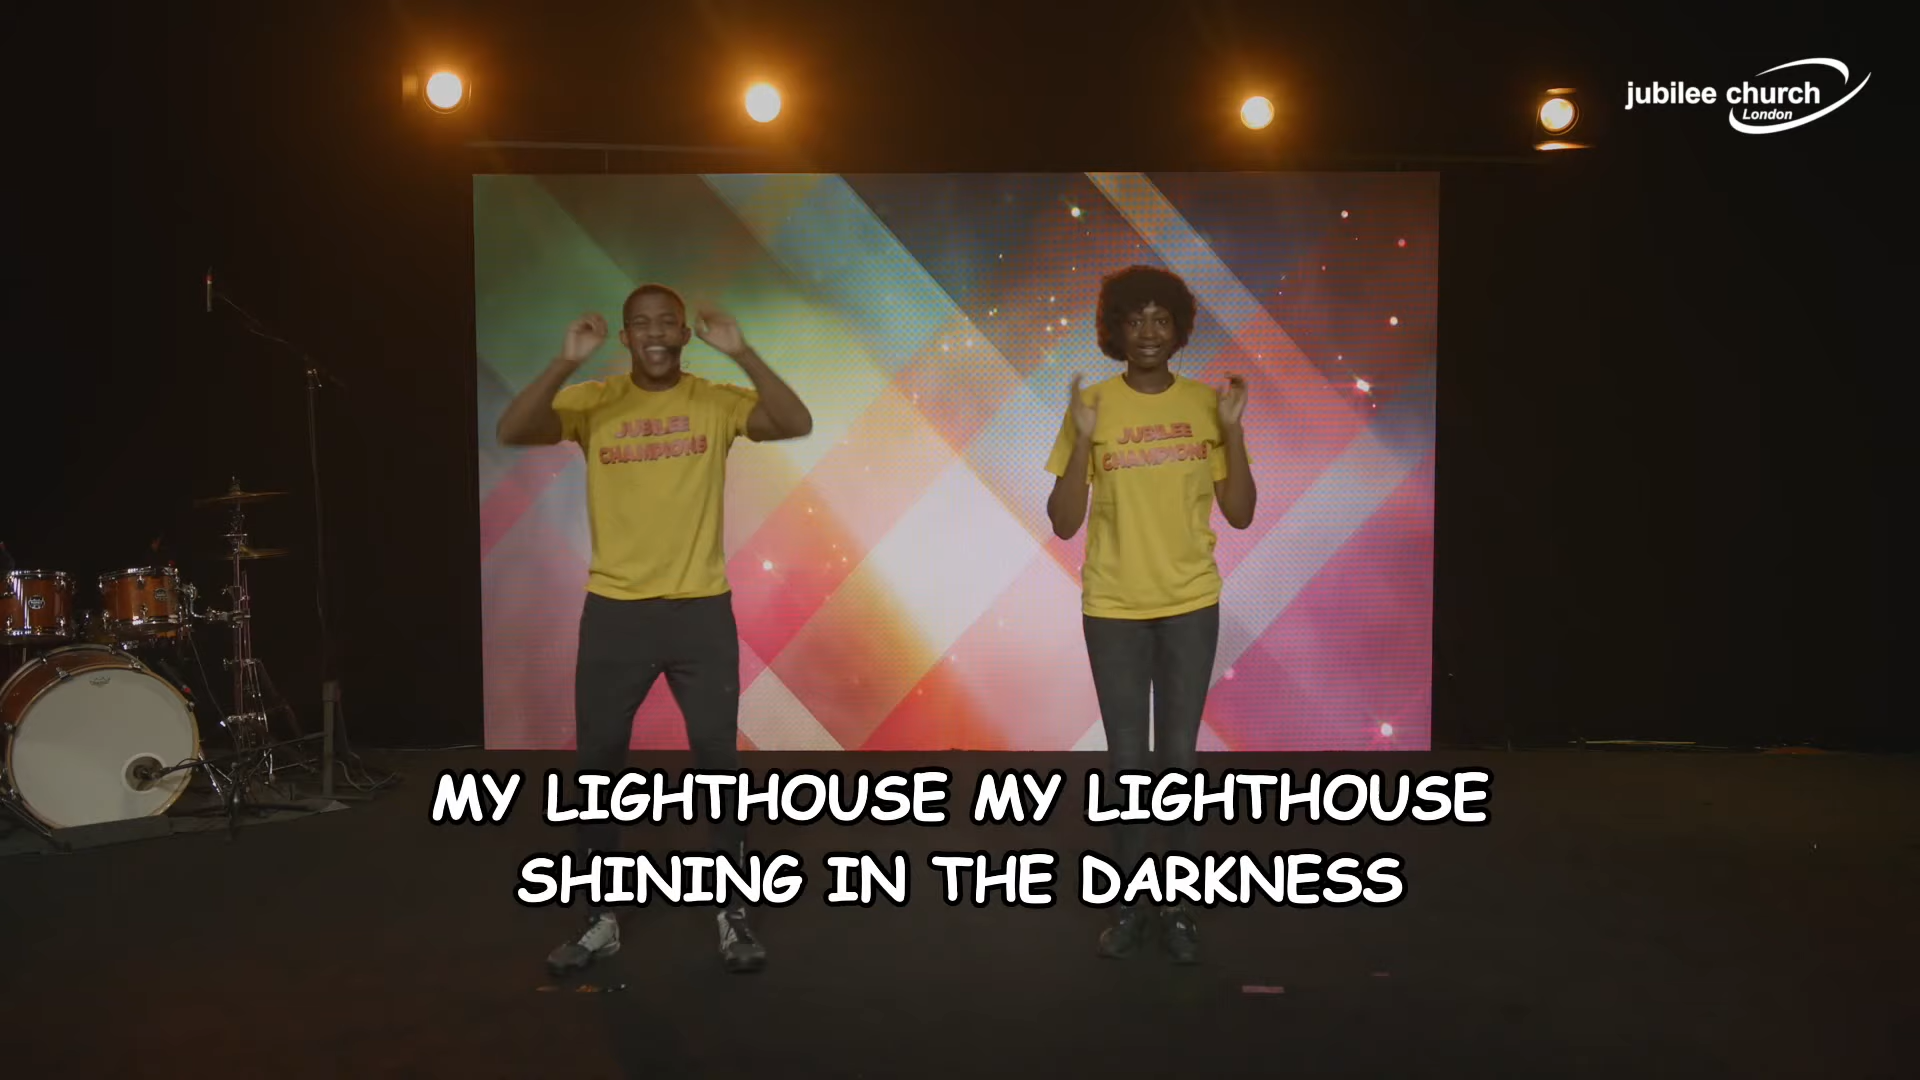 jubilee church
London
JUBILEE
CHAMPIONS
JUBILEE
CHAMPIONS
MY LIGHTHOUSE MY LIGHTHOUSE
SHINING IN THE DARKNESS